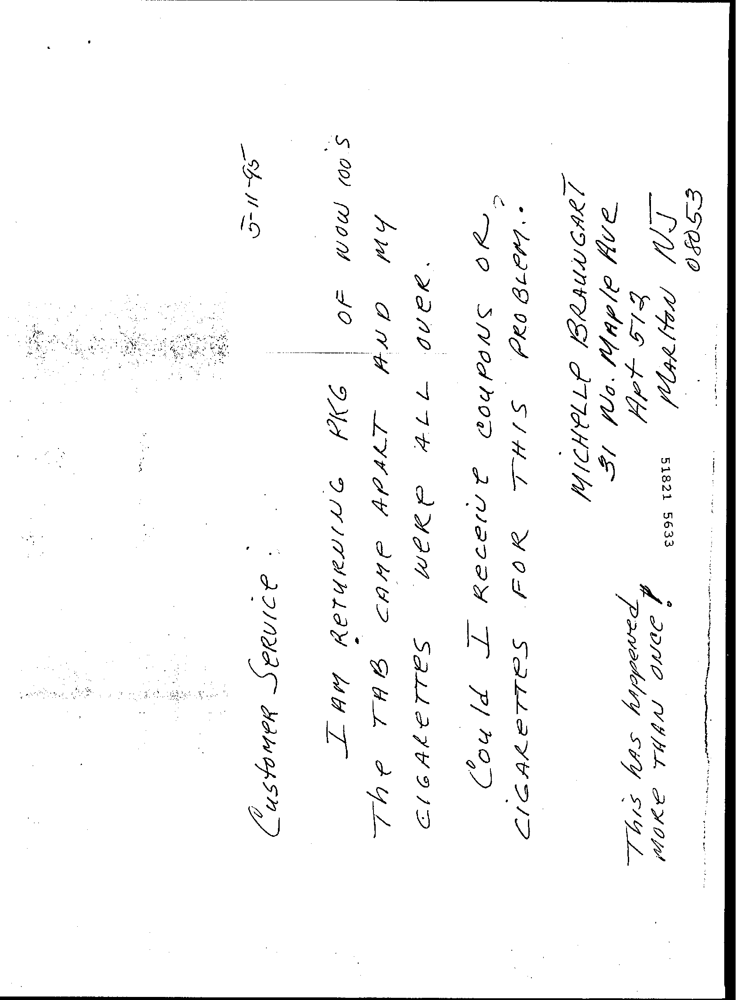 5-11-95
Customer Service:
I AM RETURNING PKG OF NOW 100'S
The TAB CAME APART AND MY
CIGARETTES WERE ALL OVER.
Could I Receive COUPONS OR
CIGARETTES FOR THIS PROBLEM.?
MICHELLE BRAUNGART
31 No. MAPle AVE
Apt 512
MARlTON NJ
08053
This has happened
MORE THAN ONCE!
51821 5633